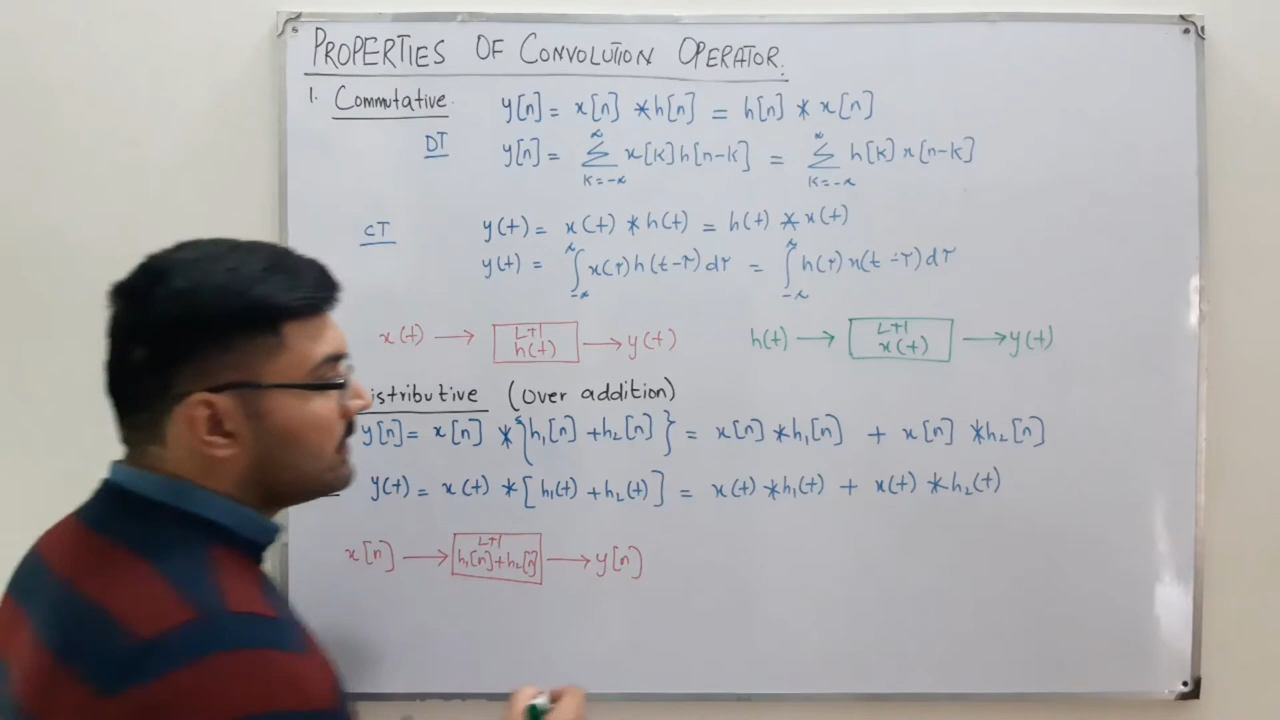 PROPERTIES OF CONVOLUTION OPERATOR.
1. Commutative. y[n] = x[n] * h[n] = h[n] * x[n]
DT y[n] = ∞∑k=-∞ x[k]h[n-k] = ∞∑k=-∞ h[k]x[n-k]
CT y(t) = x(t) * h(t) = h(t) * x(t)
y(t) = ∞∫-∞ x(τ)h(t-τ)dτ = ∞∫-∞ h(τ)x(t-τ)dτ
x(t) → LTI h(t) → y(t) h(t) → LTI x(t) → y(t)
istributive (Over addition)
y[n] = x[n] * {h₁[n] + h₂[n]} = x[n] * h₁[n] + x[n] * h₂[n]
y(t) = x(t) * [h₁(t) + h₂(t)] = x(t) * h₁(t) + x(t) * h₂(t)
x[n] → LTI h₁[n]+h₂[n] → y[n]